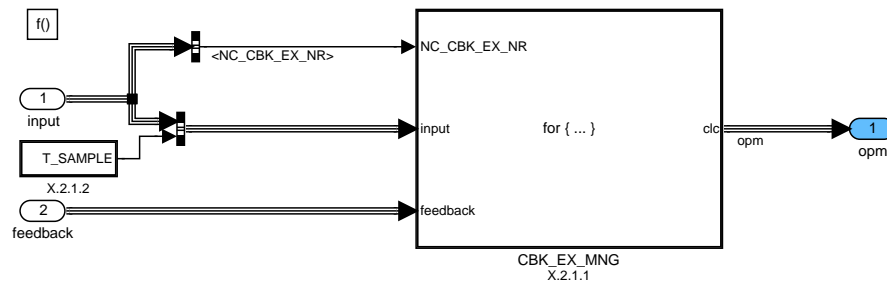 f()
<NC_CBK_EX_NR>
NC_CBK_EX_NR
1
input
input
for { ... }
clc
opm
1
opm
T_SAMPLE
X.2.1.2
2
feedback
feedback
CBK_EX_MNG
X.2.1.1